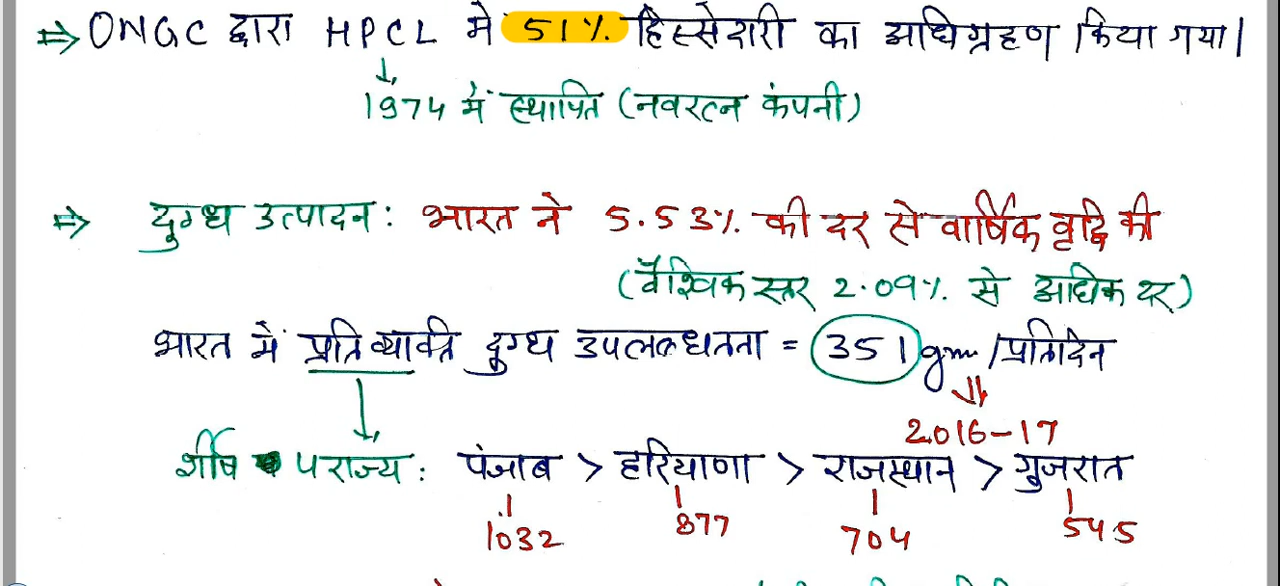 ⇒ ONGC द्वारा HPCL में 51% हिस्सेदारी का अधिग्रहण किया गया।
↓
1974 में स्थापित (नवरत्न कंपनी)
⇒ दुग्ध उत्पादन: भारत ने 5.53% की दर से वार्षिक वृद्धि की
(वैश्विक स्तर 2.09% से अधिक दर)
भारत में प्रति व्यक्ति दुग्ध उपलब्धतता = 351 gm/प्रतिदिन
2016-17
शीर्ष 4 राज्य: पंजाब > हरियाणा > राजस्थान > गुजरात
1032 877 704 545